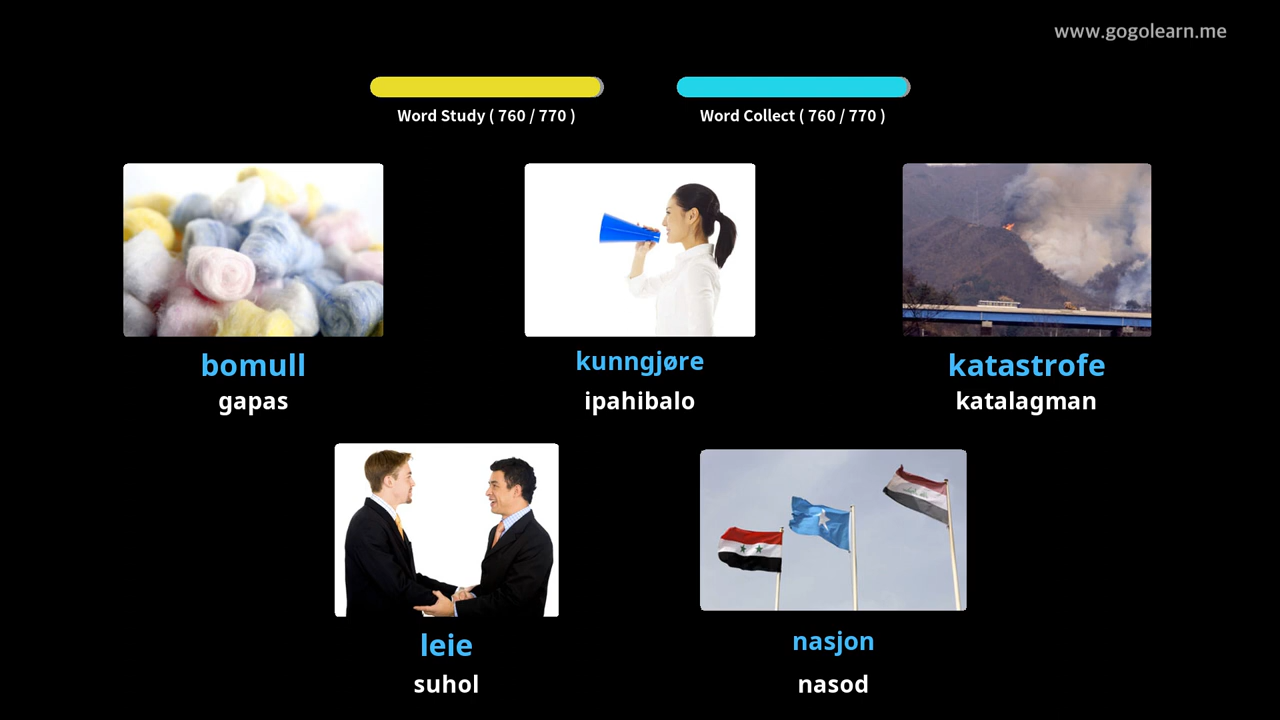 www.gogolearn.me
Word Study ( 760 / 770 )
Word Collect ( 760 / 770 )
bomull
gapas
kunngjøre
ipahibalo
katastrofe
katalagman
leie
suhol
nasjon
nasod